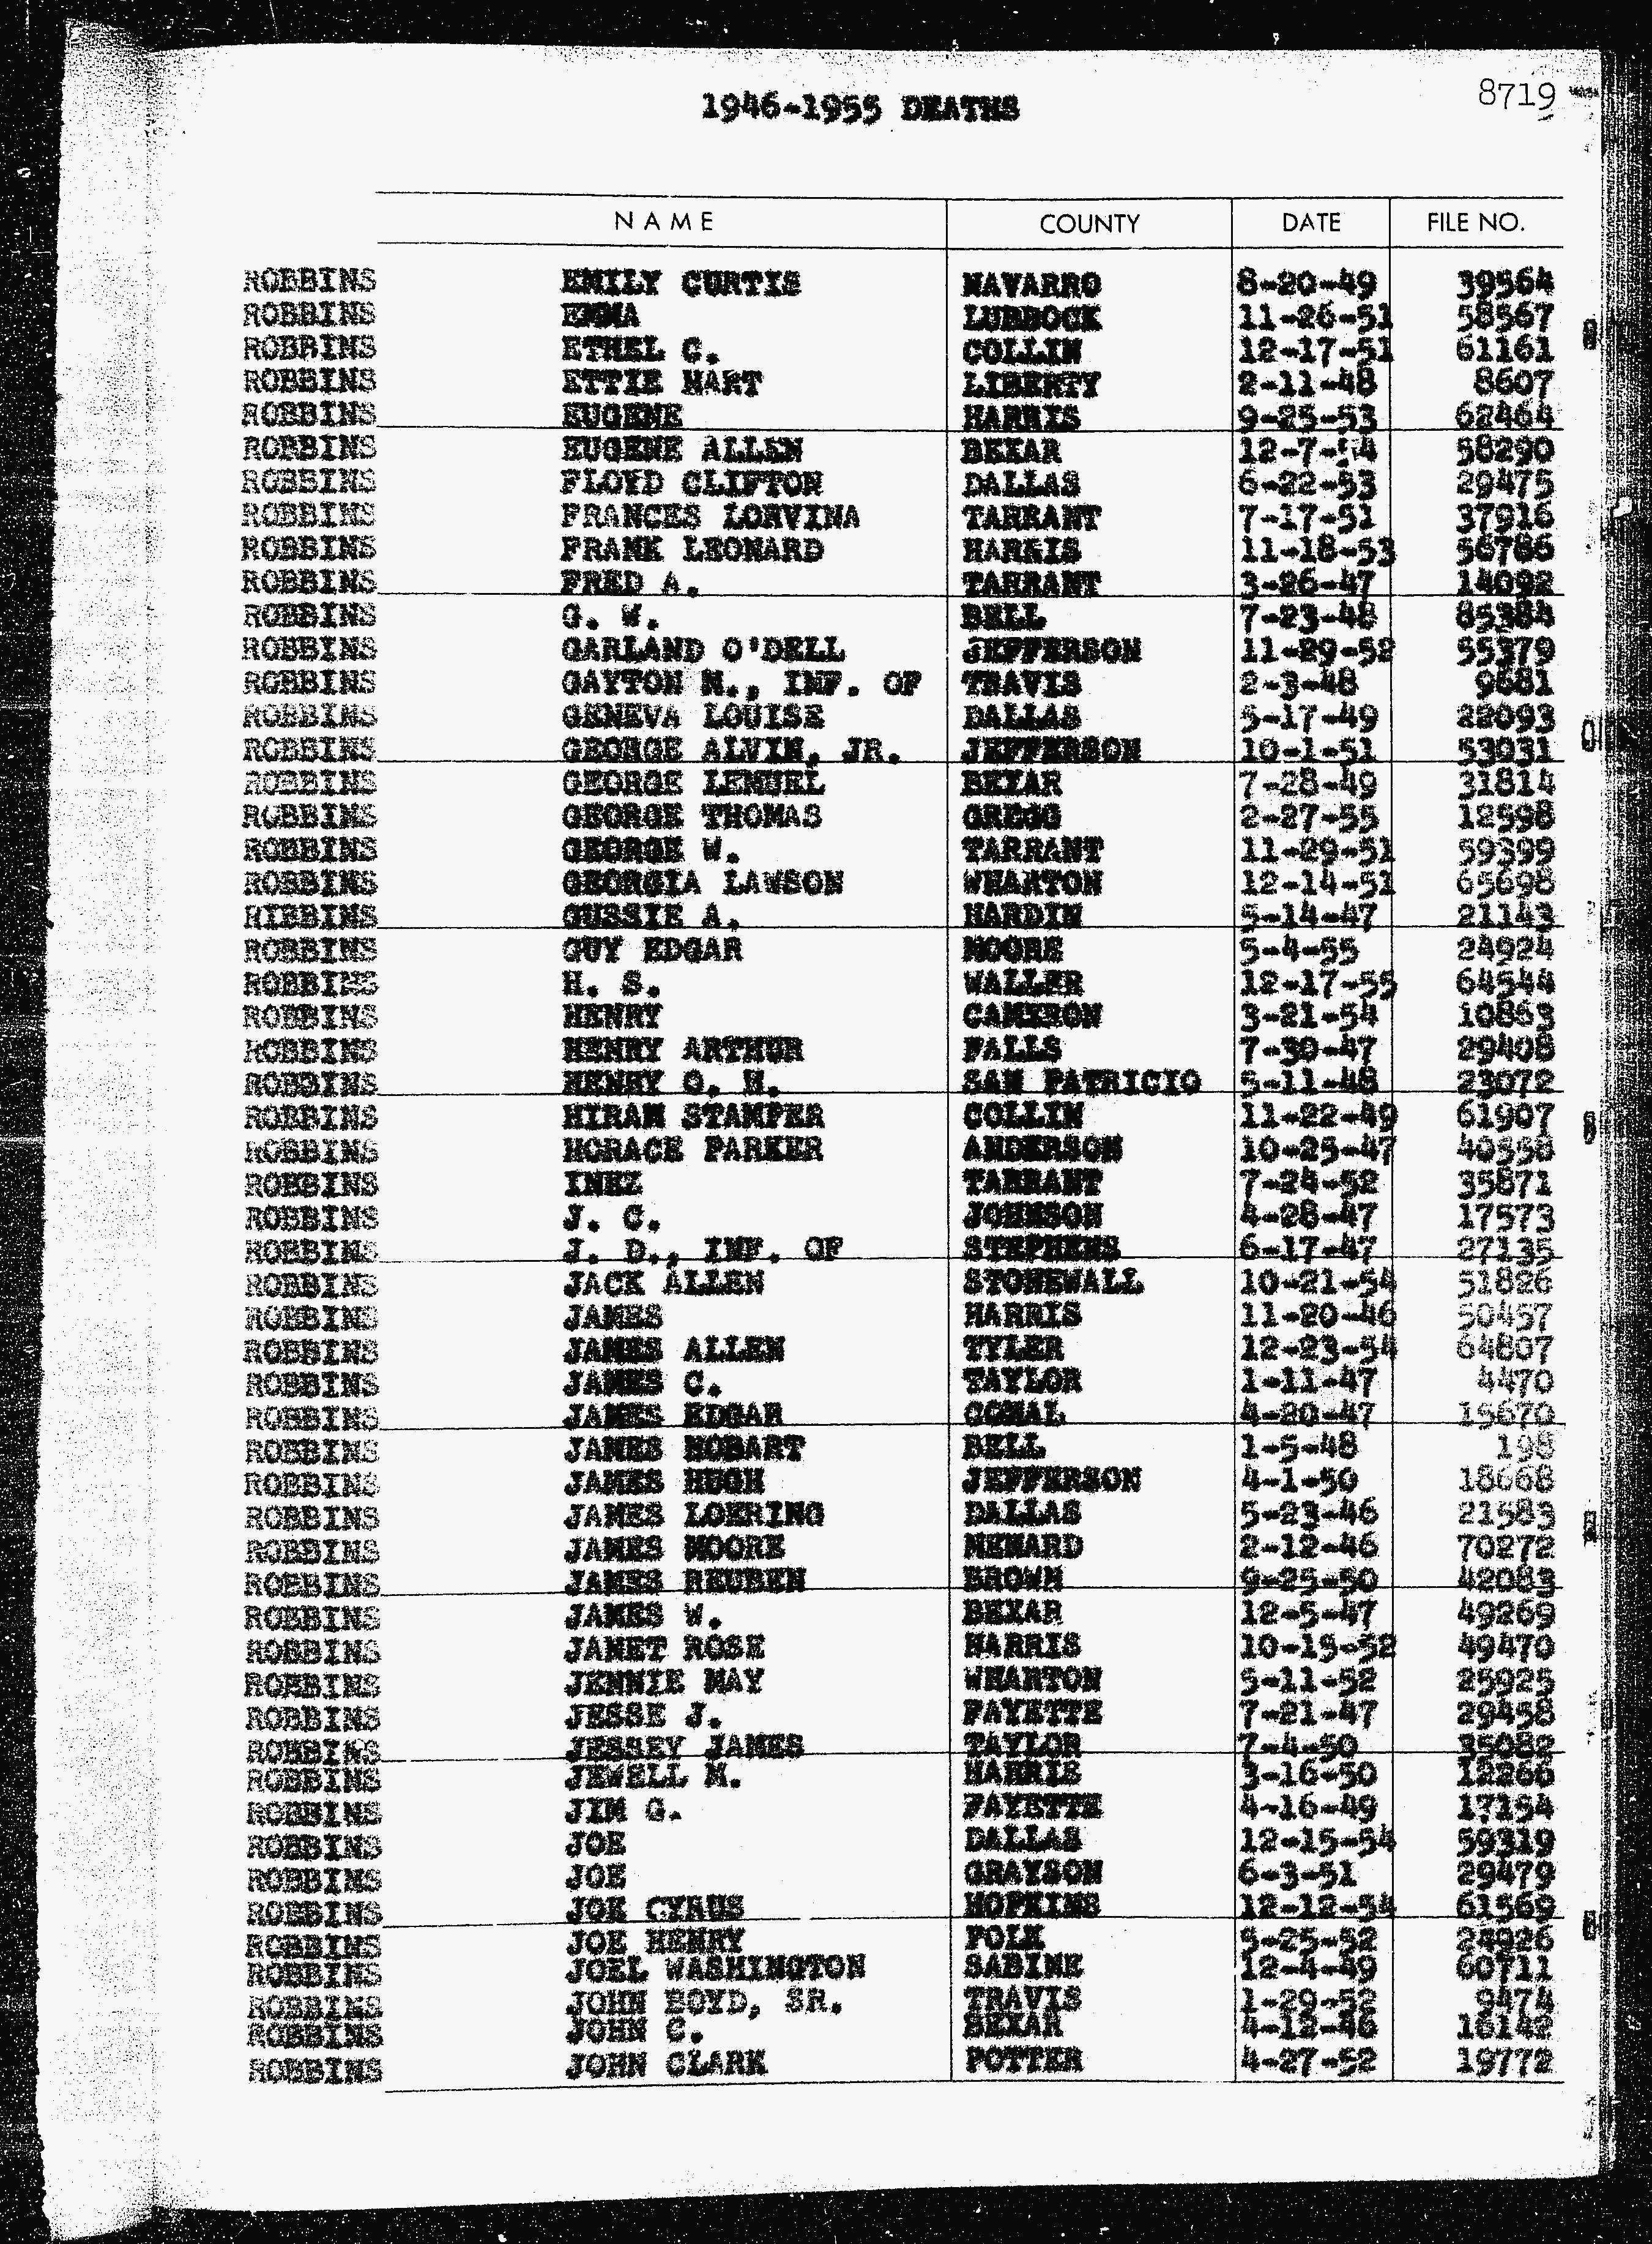 8719
1946-1955 DEATHS
NAME COUNTY DATE FILE NO.
ROBBINS EMILY CURTIS NAVARRO 8-20-49 39564
ROBBINS EMMA LUBBOCK 11-26-51 58567
ROBBINS ETHEL C. COLLIN 12-17-51 61161
ROBBINS ETTIE MART LIBERTY 2-11-48 8607
ROBBINS EUGENE HARRIS 9-25-53 62464
ROBBINS EUGENE ALLEN BEXAR 12-7-54 58290
ROBBINS FLOYD CLIFTON DALLAS 6-22-53 29475
ROBBINS FRANCES LORVINA TARRANT 7-17-51 37916
ROBBINS FRANK LEONARD HARRIS 11-18-53 56786
ROBBINS FRED A. TARRANT 3-26-47 14092
ROBBINS G. W. BELL 7-23-48 85384
ROBBINS GARLAND O'DELL JEFFERSON 11-29-52 55379
ROBBINS GAYTON M., INF. OF TRAVIS 2-3-48 9681
ROBBINS GENEVA LOUISE DALLAS 5-17-49 22093
ROBBINS GEORGE ALVIN, JR. JEFFERSON 10-1-51 53031
ROBBINS GEORGE LEMUEL BEXAR 7-28-49 31814
ROBBINS GEORGE THOMAS GREGG 2-27-55 12598
ROBBINS GEORGE W. TARRANT 11-29-51 59399
ROBBINS GEORGIA LAWSON WHARTON 12-14-51 65698
RIBBINS GUSSIE A. HARDIN 5-14-47 21143
ROBBINS GUY EDGAR MOORE 5-4-55 24924
ROBBINS H. S. WALLER 12-17-55 64544
ROBBINS HENRY CAMERON 3-21-54 10863
ROBBINS HENRY ARTHUR FALLS 7-30-47 29408
ROBBINS HENRY O. H. SAN PATRICIO 5-11-48 23072
ROBBINS HIRAM STAMPER COLLIN 11-22-49 61907
ROBBINS HORACE PARKER ANDERSON 10-25-47 40558
ROBBINS INEZ TARRANT 7-24-52 35871
ROBBINS J. C. JOHNSON 4-28-47 17573
ROBBINS J. D., INF. OF STEPHENS 6-17-47 27135
ROBBINS JACK ALLEN STONEWALL 10-21-54 51826
ROBBINS JAMES HARRIS 11-20-46 50457
ROBBINS JAMES ALLEN TYLER 12-23-54 64807
ROBBINS JAMES C. TAYLOR 1-11-47 4470
ROBBINS JAMES EDGAR COMAL 4-20-47 15670
ROBBINS JAMES HOBART BELL 1-5-48 198
ROBBINS JAMES HUGH JEFFERSON 4-1-50 18668
ROBBINS JAMES LOERING DALLAS 5-23-46 21583
ROBBINS JAMES MOORE MENARD 2-12-46 70272
ROBBINS JAMES REUBEN BROWN 9-25-50 42083
ROBBINS JAMES W. BEXAR 12-5-47 49269
ROBBINS JANET ROSE HARRIS 10-15-52 49470
ROBBINS JENNIE MAY WHARTON 5-11-52 25925
ROBBINS JESSE J. FAYETTE 7-21-47 29458
ROBBINS JESSEY JAMES TAYLOR 7-4-50 35082
ROBBINS JEWELL M. HARRIS 3-16-50 12266
ROBBINS JIM G. FAYETTE 4-16-49 17154
ROBBINS JOE DALLAS 12-15-54 59319
ROBBINS JOE GRAYSON 6-3-51 29479
ROBBINS JOE CYRUS HOPKINS 12-12-54 61569
ROBBINS JOE HENRY POLK 5-25-52 24926
ROBBINS JOEL WASHINGTON SABINE 12-4-49 60711
ROBBINS JOHN BOYD, SR. TRAVIS 1-29-52 9474
ROBBINS JOHN C. BEXAR 4-12-46 16142
ROBBINS JOHN CLARK POTTER 4-27-52 19772